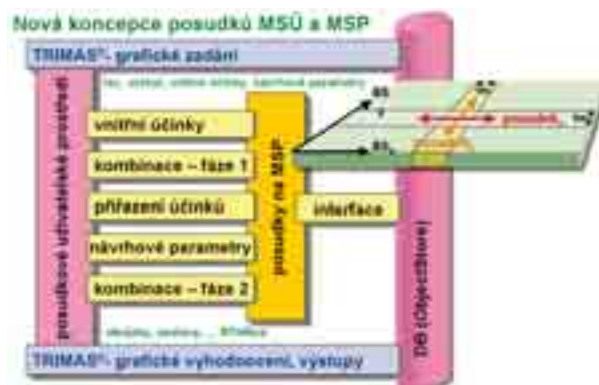 Nová koncepce posudků MSÚ a MSP
TRIMAS®- grafické zadání
posudkové uživatelské prostředí
vnitřní účinky
kombinace – fáze 1
přiřazení účinků
návrhové parametry
kombinace – fáze 2
posudky na MSP
interface
DB (ObjectStore)
TRIMAS®- grafické vyhodnocení, výstupy